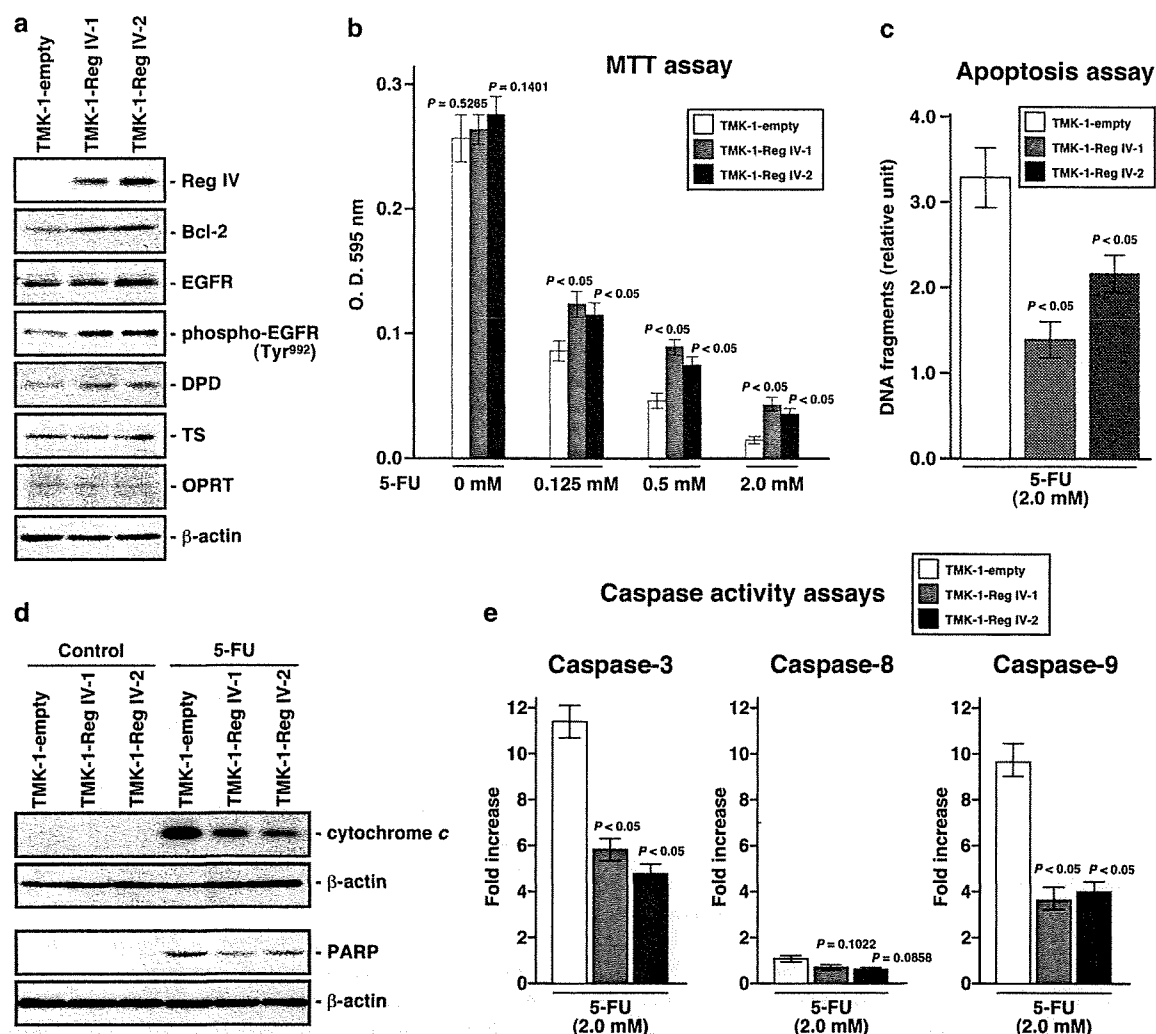 a
TMK-1-empty
TMK-1-Reg IV-1
TMK-1-Reg IV-2
- Reg IV
- Bcl-2
- EGFR
- phospho-EGFR
(Tyr992)
- DPD
- TS
- OPRT
- β-actin
b
MTT assay
TMK-1-empty
TMK-1-Reg IV-1
TMK-1-Reg IV-2
O. D. 595 nm
0.3
0.2
0.1
0.0
P = 0.5265
P = 0.1401
P < 0.05
P < 0.05
P < 0.05
P < 0.05
P < 0.05
P < 0.05
5-FU
0 mM
0.125 mM
0.5 mM
2.0 mM
c
Apoptosis assay
TMK-1-empty
TMK-1-Reg IV-1
TMK-1-Reg IV-2
DNA fragments (relative unit)
4.0
3.0
2.0
1.0
0.0
P < 0.05
P < 0.05
5-FU
(2.0 mM)
d
Control
5-FU
TMK-1-empty
TMK-1-Reg IV-1
TMK-1-Reg IV-2
TMK-1-empty
TMK-1-Reg IV-1
TMK-1-Reg IV-2
- cytochrome c
- β-actin
- PARP
- β-actin
e
Caspase activity assays
TMK-1-empty
TMK-1-Reg IV-1
TMK-1-Reg IV-2
Caspase-3
Fold increase
12
10
8
6
4
2
0
P < 0.05
P < 0.05
5-FU
(2.0 mM)
Caspase-8
Fold increase
12
10
8
6
4
2
0
P = 0.1022
P = 0.0858
5-FU
(2.0 mM)
Caspase-9
Fold increase
12
10
8
6
4
2
0
P < 0.05
P < 0.05
5-FU
(2.0 mM)